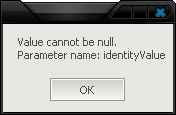 Value cannot be null.
Parameter name: identityValue
OK